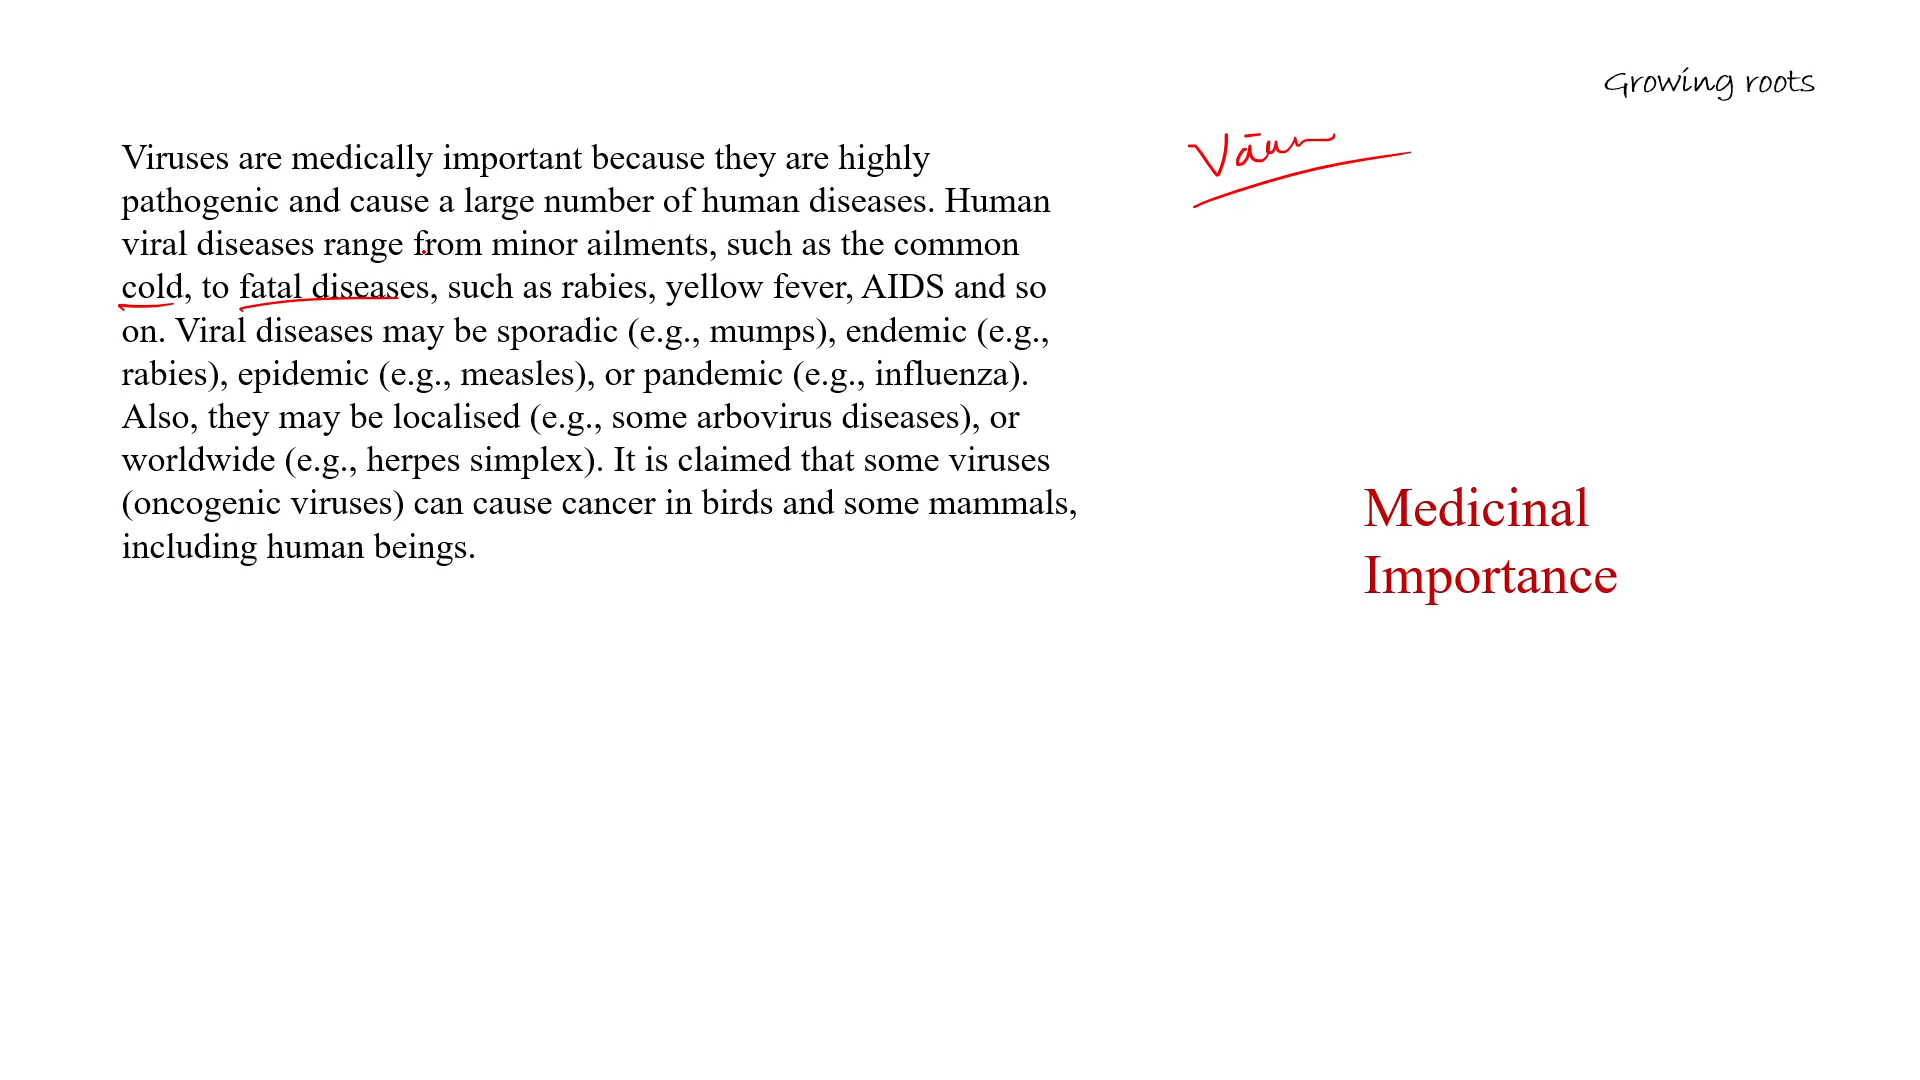 Growing roots
Viruses are medically important because they are highly
pathogenic and cause a large number of human diseases. Human
viral diseases range from minor ailments, such as the common
cold, to fatal diseases, such as rabies, yellow fever, AIDS and so
on. Viral diseases may be sporadic (e.g., mumps), endemic (e.g.,
rabies), epidemic (e.g., measles), or pandemic (e.g., influenza).
Also, they may be localised (e.g., some arbovirus diseases), or
worldwide (e.g., herpes simplex). It is claimed that some viruses
(oncogenic viruses) can cause cancer in birds and some mammals,
including human beings.
Medicinal
Importance